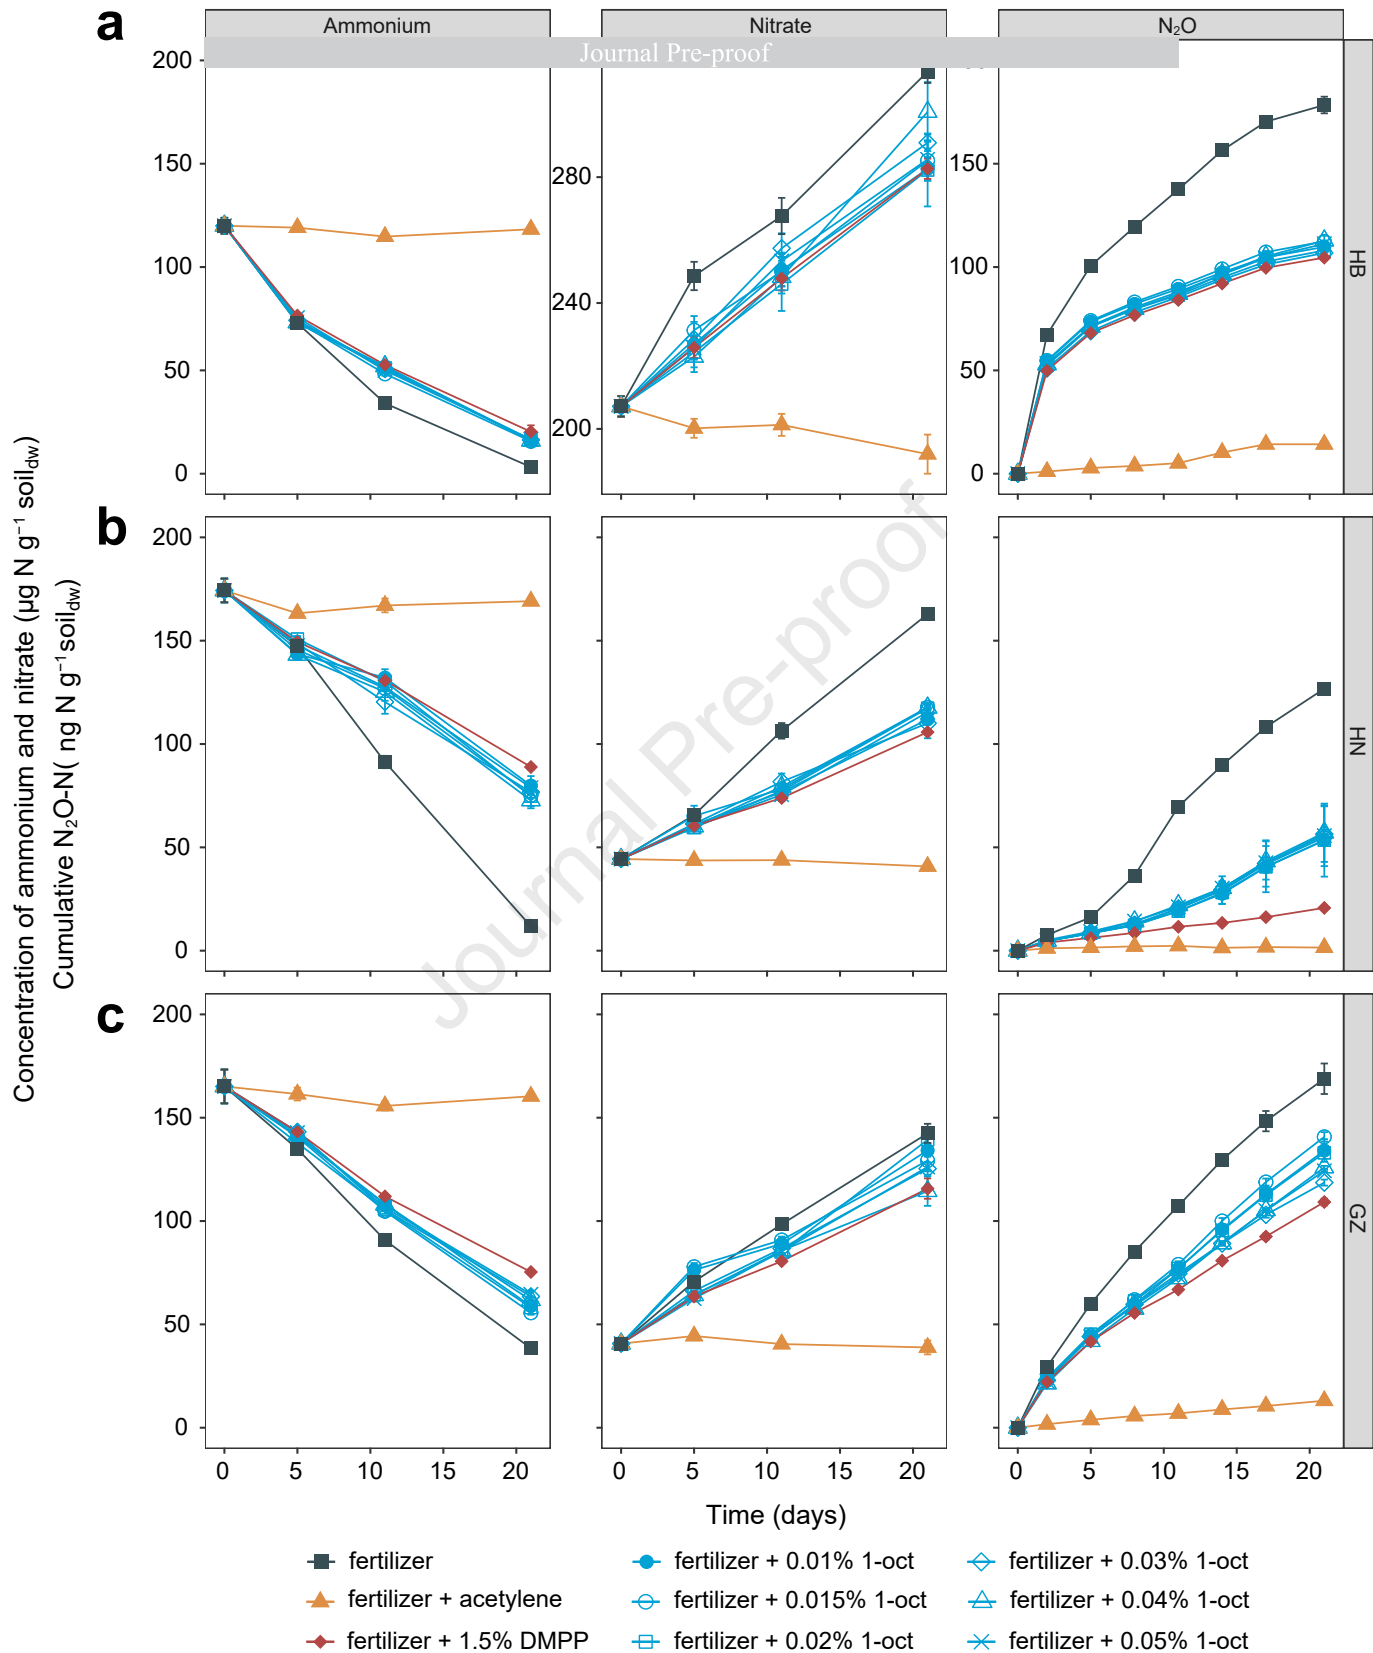 a
Ammonium
Nitrate
N₂O
Journal Pre-proof
200
150
100
50
0
280
240
200
150
100
50
0
HB
b
200
150
100
50
0
HN
c
200
150
100
50
0
GZ
0 5 10 15 20
0 5 10 15 20
0 5 10 15 20
Concentration of ammonium and nitrate (µg N g⁻¹ soil_dw)
Cumulative N₂O-N( ng N g⁻¹soil_dw)
Journal Pre-proof
Time (days)
fertilizer
fertilizer + 0.01% 1-oct
fertilizer + 0.03% 1-oct
fertilizer + acetylene
fertilizer + 0.015% 1-oct
fertilizer + 0.04% 1-oct
fertilizer + 1.5% DMPP
fertilizer + 0.02% 1-oct
fertilizer + 0.05% 1-oct